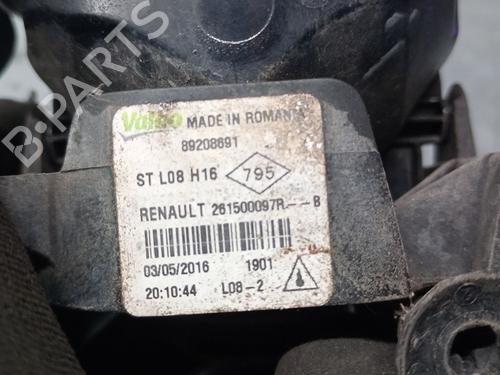 B-PARTS
Valeo MADE IN ROMANIA
89208691
ST L08 H16 795
RENAULT 261500097R.--B
03/05/2016 1901
20:10:44 L08-2